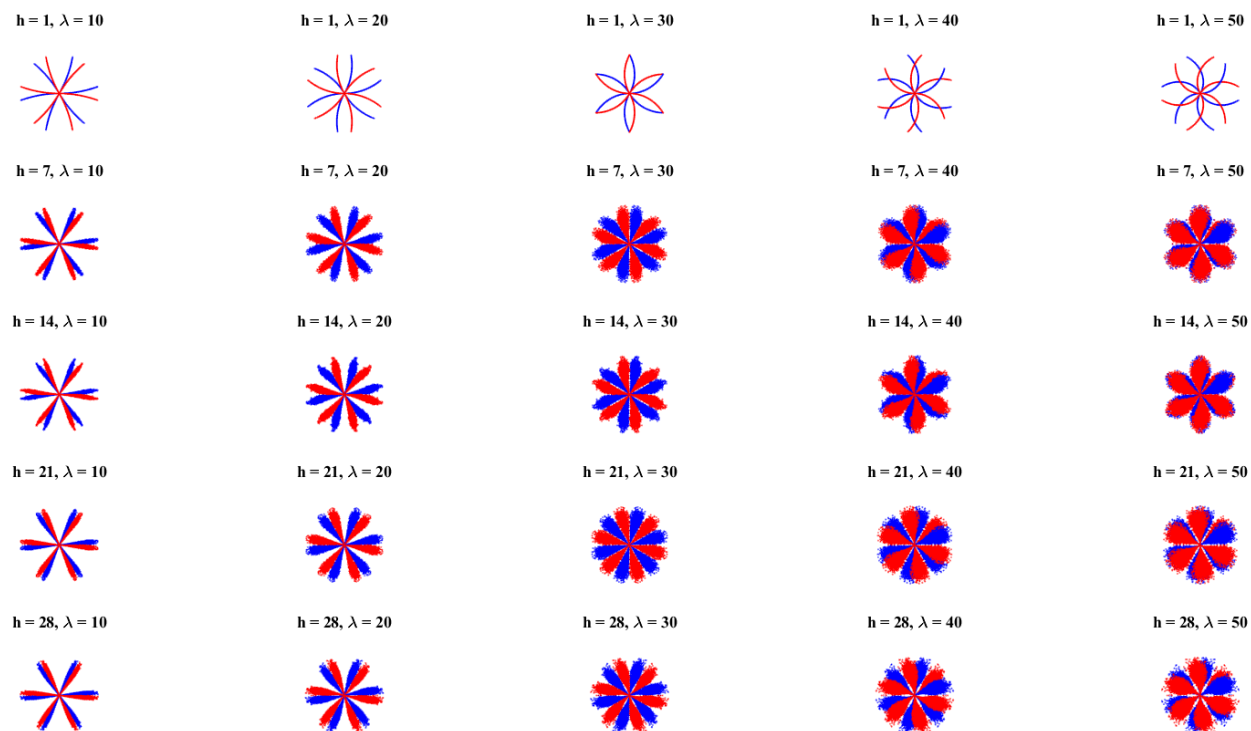 h = 1, λ = 10 h = 1, λ = 20 h = 1, λ = 30 h = 1, λ = 40 h = 1, λ = 50
h = 7, λ = 10 h = 7, λ = 20 h = 7, λ = 30 h = 7, λ = 40 h = 7, λ = 50
h = 14, λ = 10 h = 14, λ = 20 h = 14, λ = 30 h = 14, λ = 40 h = 14, λ = 50
h = 21, λ = 10 h = 21, λ = 20 h = 21, λ = 30 h = 21, λ = 40 h = 21, λ = 50
h = 28, λ = 10 h = 28, λ = 20 h = 28, λ = 30 h = 28, λ = 40 h = 28, λ = 50